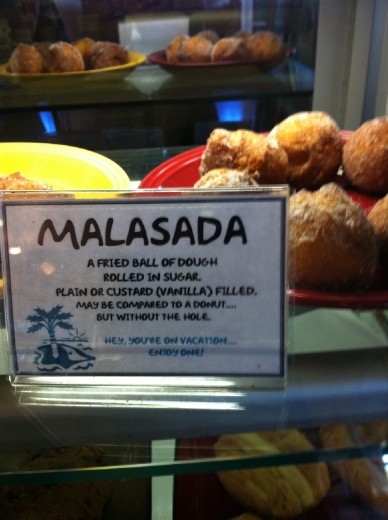 MALASADA
A FRIED BALL OF DOUGH
ROLLED IN SUGAR.
PLAIN OR CUSTARD (VANILLA) FILLED.
MAY BE COMPARED TO A DONUT....
BUT WITHOUT THE HOLE.
HEY, YOU'RE ON VACATION....
ENJOY ONE!